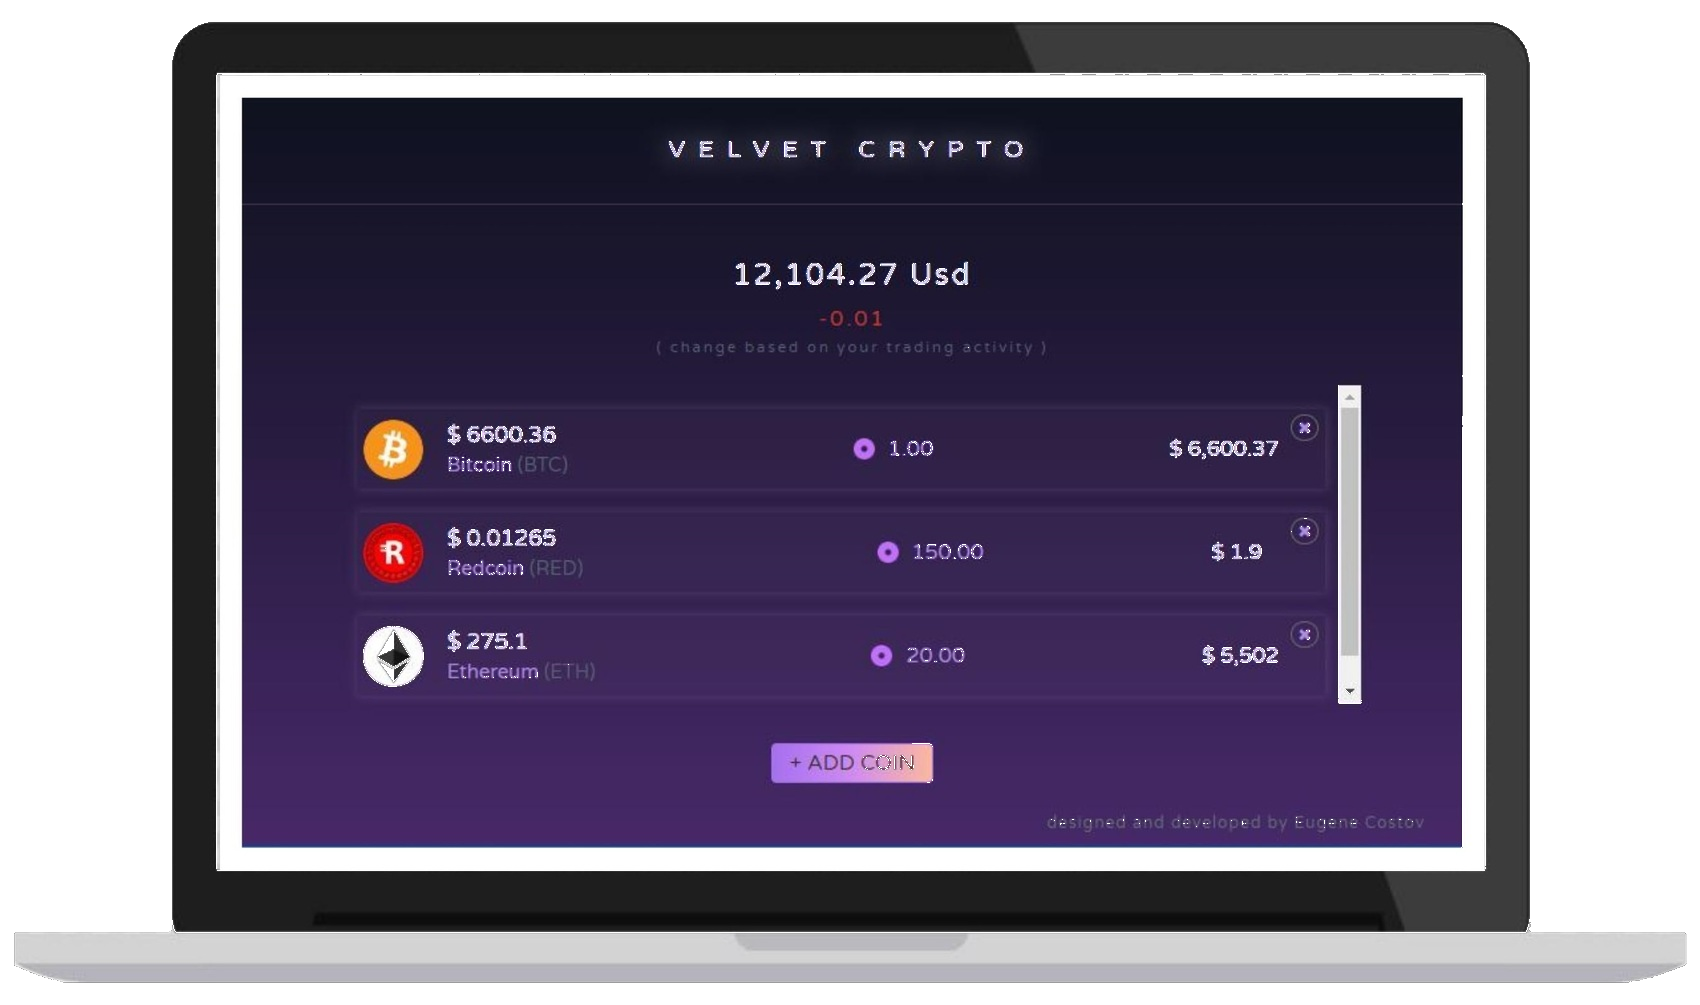 VELVET CRYPTO
12,104.27 Usd
-0.01
( change based on your trading activity )
$ 6600.36
Bitcoin (BTC)
1.00
$ 6,600.37
$ 0.01265
Redcoin (RED)
150.00
$ 1.9
$ 275.1
Ethereum (ETH)
20.00
$ 5,502
+ ADD COIN
designed and developed by Eugene Costov